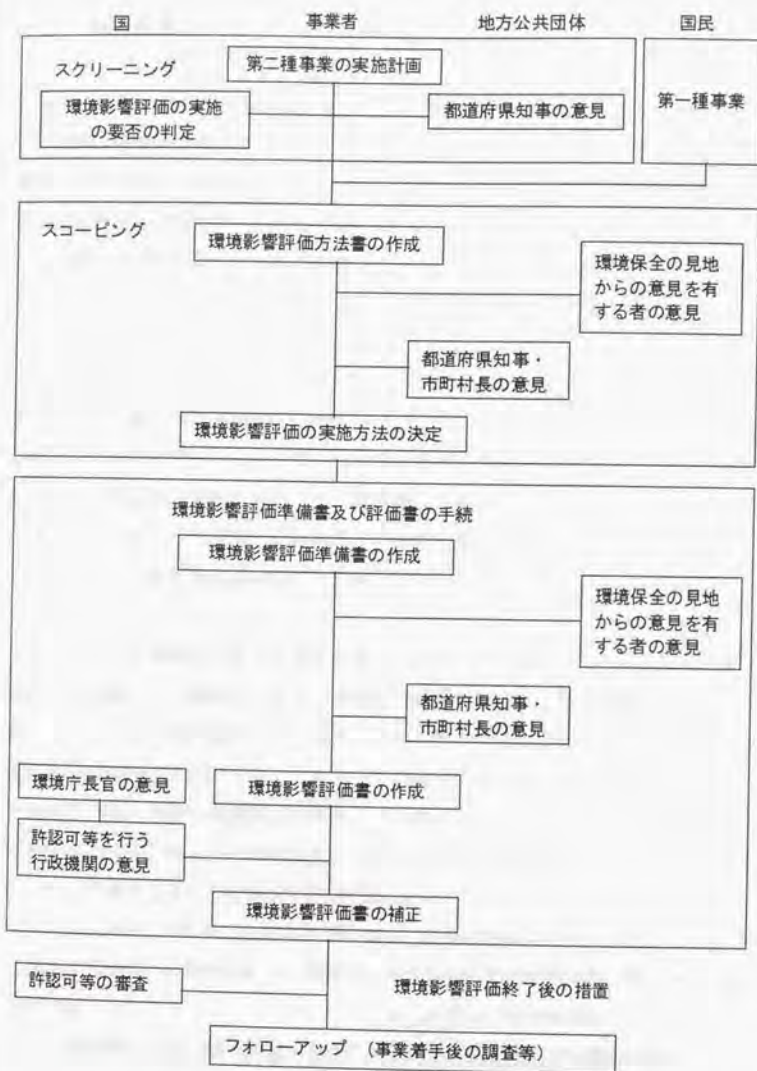 国 事業者 地方公共団体 国民
スクリーニング
第二種事業の実施計画
環境影響評価の実施
の要否の判定
都道府県知事の意見
第一種事業
スコーピング
環境影響評価方法書の作成
環境保全の見地
からの意見を有
する者の意見
都道府県知事・
市町村長の意見
環境影響評価の実施方法の決定
環境影響評価準備書及び評価書の手続
環境影響評価準備書の作成
環境保全の見地
からの意見を有
する者の意見
都道府県知事・
市町村長の意見
環境庁長官の意見
環境影響評価書の作成
許認可等を行う
行政機関の意見
環境影響評価書の補正
許認可等の審査
環境影響評価終了後の措置
フォローアップ (事業着手後の調査等)